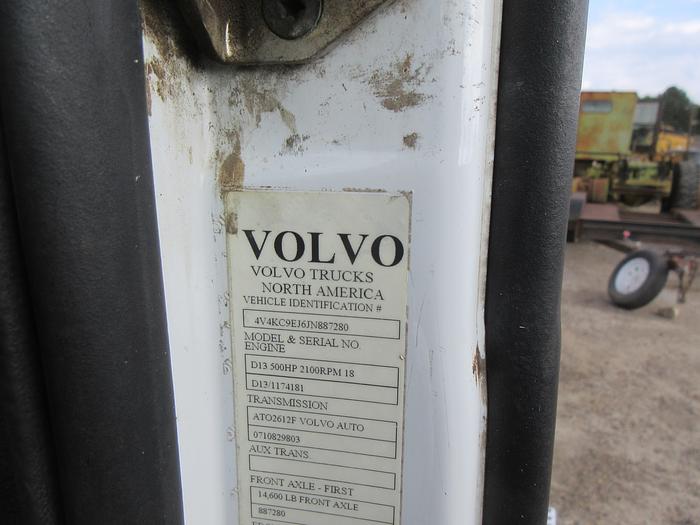 VOLVO
VOLVO TRUCKS
NORTH AMERICA
VEHICLE IDENTIFICATION #
4V4KC9EJ6JN887280
MODEL & SERIAL NO.
ENGINE
D13 500HP 2100RPM 18
D13/1174181
TRANSMISSION
ATO2612F VOLVO AUTO
0710829803
AUX TRANS
FRONT AXLE - FIRST
14,600 LB FRONT AXLE
887280